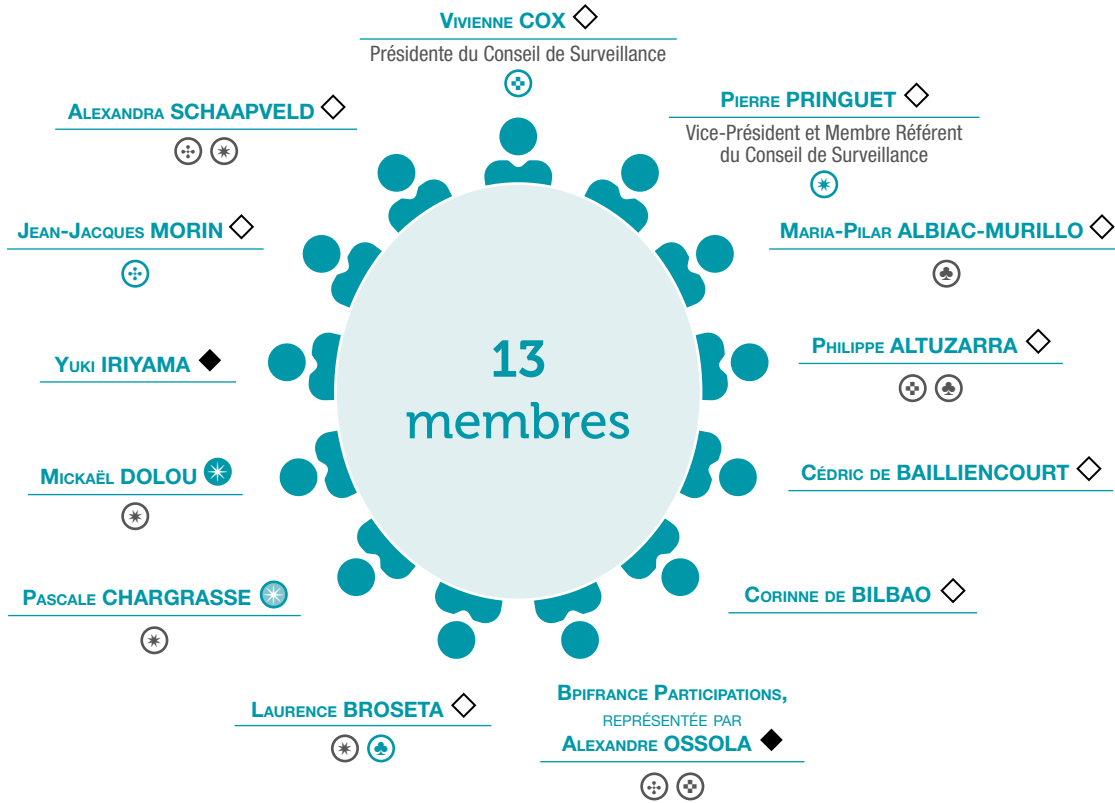 Vivienne COX
Présidente du Conseil de Surveillance
Alexandra SCHAAPVELD
Pierre PRINGUET
Vice-Président et Membre Référent
du Conseil de Surveillance
Jean-Jacques MORIN
Maria-Pilar ALBIAC-MURILLO
Yuki IRIYAMA
13
membres
Philippe ALTUZARRA
Mickaël DOLOU
Cédric de BAILLIENCOURT
Pascale CHARGRASSE
Corinne de BILBAO
Laurence BROSETA
Bpifrance Participations,
représentée par
Alexandre OSSOLA